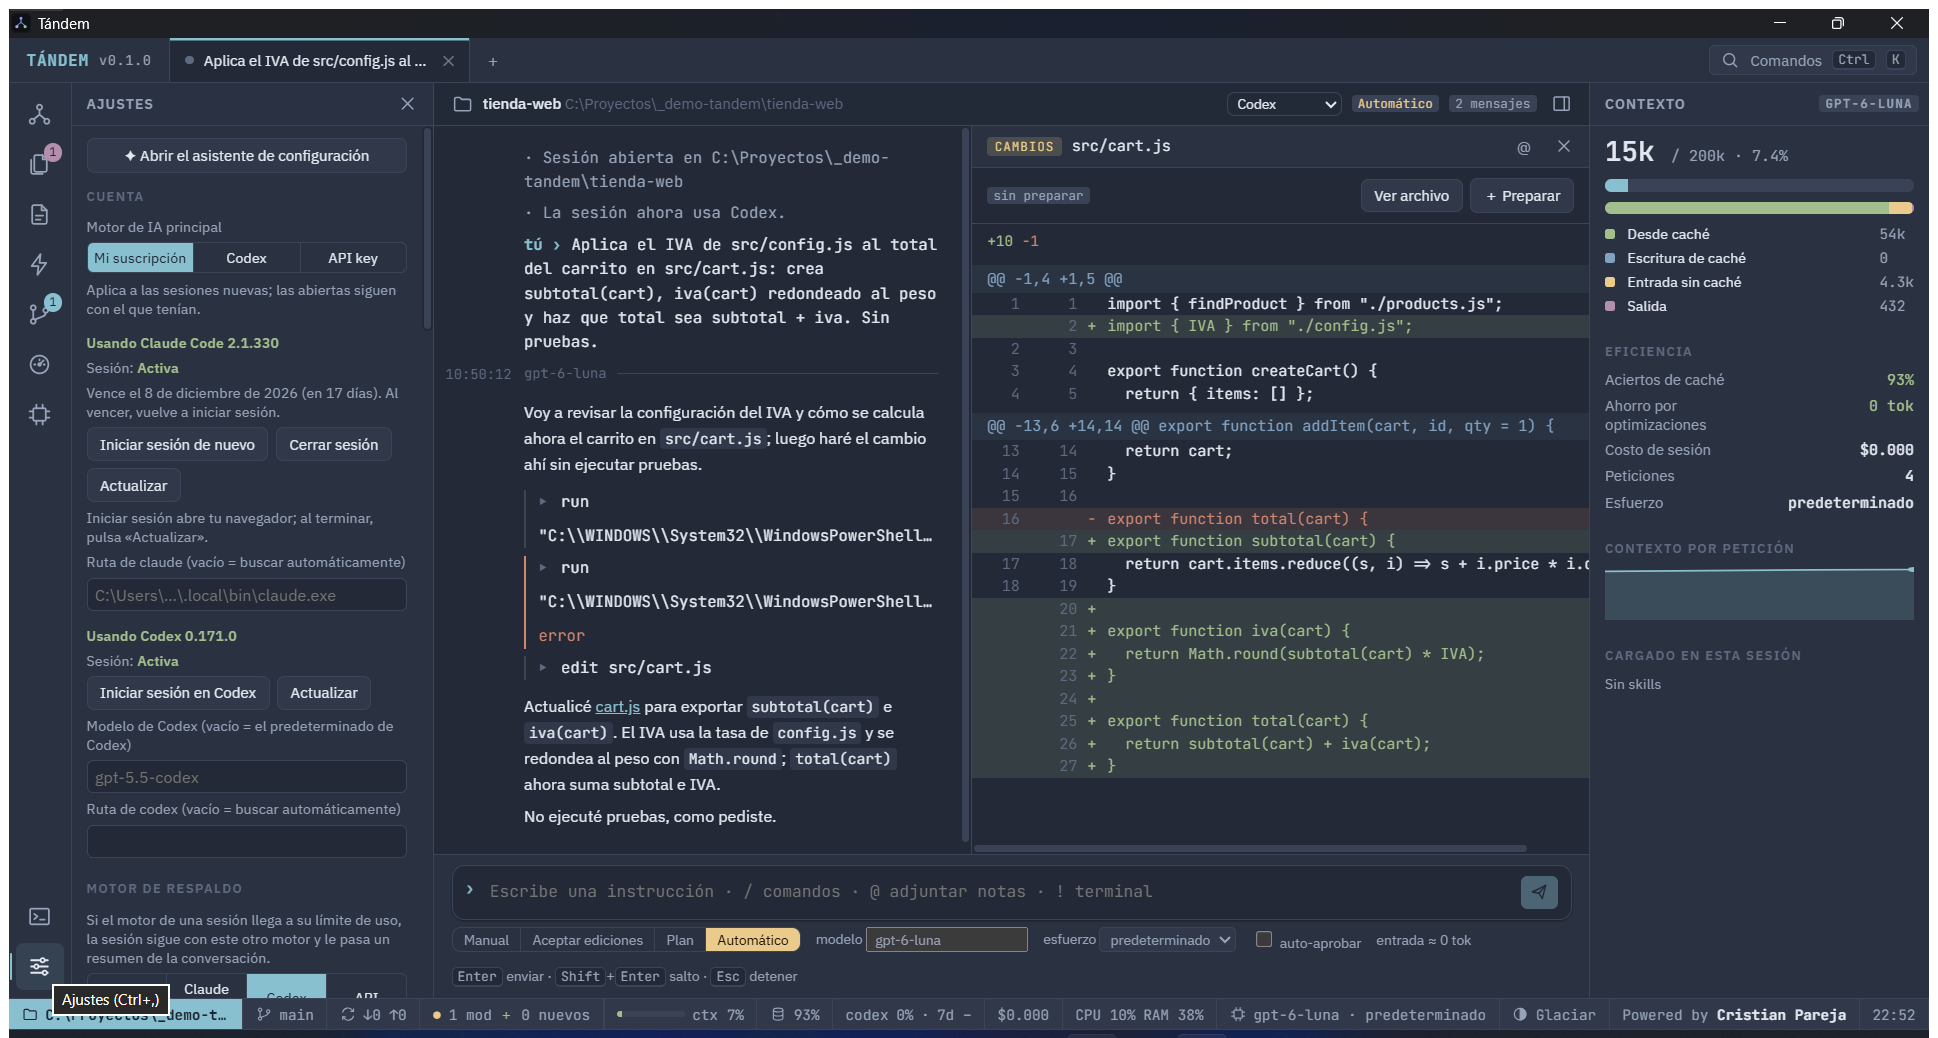 Tándem
TÁNDEM v0.1.0
Aplica el IVA de src/config.js al ...
+
Comandos Ctrl K
AJUSTES
✦ Abrir el asistente de configuración
CUENTA
Motor de IA principal
Mi suscripción Codex API key
Aplica a las sesiones nuevas; las abiertas siguen
con el que tenían.
Usando Claude Code 2.1.330
Sesión: Activa
Vence el 8 de diciembre de 2026 (en 17 días). Al
vencer, vuelve a iniciar sesión.
Iniciar sesión de nuevo Cerrar sesión
Actualizar
Iniciar sesión abre tu navegador; al terminar,
pulsa «Actualizar».
Ruta de claude (vacío = buscar automáticamente)
C:\Users\...\.local\bin\claude.exe
Usando Codex 0.171.0
Sesión: Activa
Iniciar sesión en Codex Actualizar
Modelo de Codex (vacío = el predeterminado de
Codex)
gpt-5.5-codex
Ruta de codex (vacío = buscar automáticamente)
MOTOR DE RESPALDO
Si el motor de una sesión llega a su límite de uso,
la sesión sigue con este otro motor y le pasa un
resumen de la conversación.
Claude Codex API
1
1
Ajustes (Ctrl+,)
tienda-web C:\Proyectos\_demo-tandem\tienda-web
Codex Automático 2 mensajes
· Sesión abierta en C:\Proyectos\_demo-
tandem\tienda-web
· La sesión ahora usa Codex.
tú › Aplica el IVA de src/config.js al total
del carrito en src/cart.js: crea
subtotal(cart), iva(cart) redondeado al peso
y haz que total sea subtotal + iva. Sin
pruebas.
10:50:12 gpt-6-luna
Voy a revisar la configuración del IVA y cómo se calcula
ahora el carrito en src/cart.js; luego haré el cambio
ahí sin ejecutar pruebas.
▸ run
"C:\\WINDOWS\\System32\\WindowsPowerShell…
▸ run
"C:\\WINDOWS\\System32\\WindowsPowerShell…
error
▸ edit src/cart.js
Actualicé cart.js para exportar subtotal(cart) e
iva(cart). El IVA usa la tasa de config.js y se
redondea al peso con Math.round; total(cart)
ahora suma subtotal e IVA.
No ejecuté pruebas, como pediste.
CAMBIOS src/cart.js @
sin preparar Ver archivo + Preparar
+10 -1
@@ -1,4 +1,5 @@
1 1 import { findProduct } from "./products.js";
2 + import { IVA } from "./config.js";
2 3
3 4 export function createCart() {
4 5 return { items: [] };
@@ -13,6 +14,14 @@ export function addItem(cart, id, qty = 1) {
13 14 return cart;
14 15 }
15 16
16 - export function total(cart) {
17 + export function subtotal(cart) {
17 18 return cart.items.reduce((s, i) => s + i.price * i.
18 19 }
20 +
21 + export function iva(cart) {
22 + return Math.round(subtotal(cart) * IVA);
23 + }
24 +
25 + export function total(cart) {
26 + return subtotal(cart) + iva(cart);
27 + }
› Escribe una instrucción · / comandos · @ adjuntar notas · ! terminal
Manual Aceptar ediciones Plan Automático modelo gpt-6-luna esfuerzo predeterminado auto-aprobar entrada ≈ 0 tok
Enter enviar · Shift + Enter salto · Esc detener
CONTEXTO GPT-6-LUNA
15k / 200k · 7.4%
Desde caché 54k
Escritura de caché 0
Entrada sin caché 4.3k
Salida 432
EFICIENCIA
Aciertos de caché 93%
Ahorro por 0 tok
optimizaciones
Costo de sesión $0.000
Peticiones 4
Esfuerzo predeterminado
CONTEXTO POR PETICIÓN
CARGADO EN ESTA SESIÓN
Sin skills
C:\Proyectos\_demo-t… main ↓0 ↑0 1 mod + 0 nuevos ctx 7% 93% codex 0% · 7d − $0.000 CPU 10% RAM 38% gpt-6-luna · predeterminado Glaciar Powered by Cristian Pareja 22:52